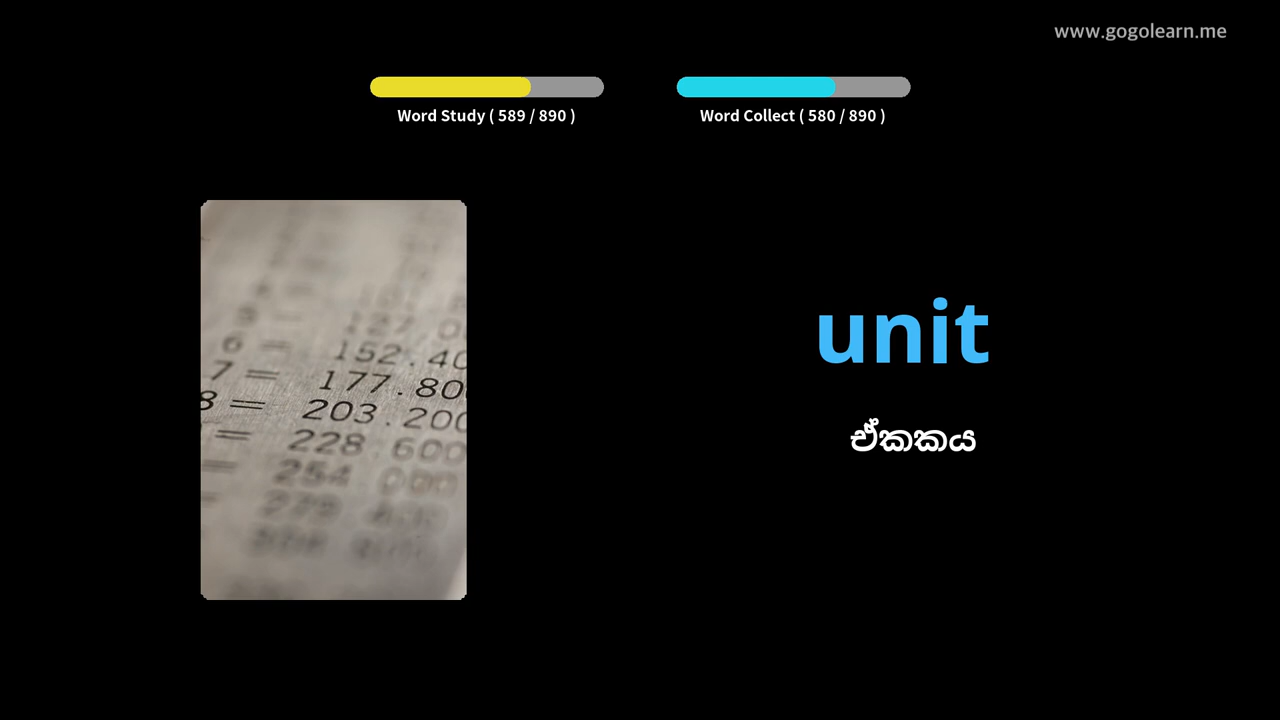 www.gogolearn.me
Word Study ( 589 / 890 )
Word Collect ( 580 / 890 )
unit
ඒකකය
6 = 152.40
7 = 177.80
8 = 203.200
= 228.600
254